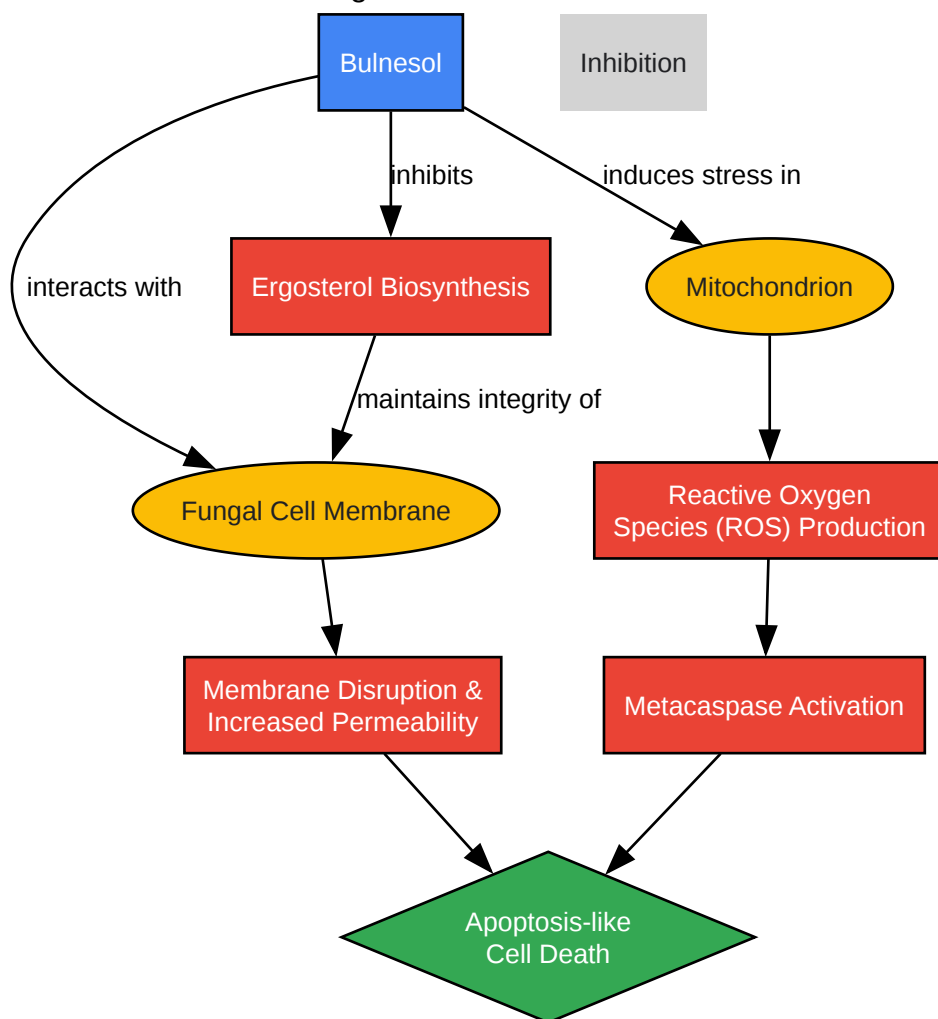 Bulnesol
Inhibition
inhibits
induces stress in
interacts with
Ergosterol Biosynthesis
Mitochondrion
maintains integrity of
Fungal Cell Membrane
Reactive Oxygen
Species (ROS) Production
Membrane Disruption &
Increased Permeability
Metacaspase Activation
Apoptosis-like
Cell Death